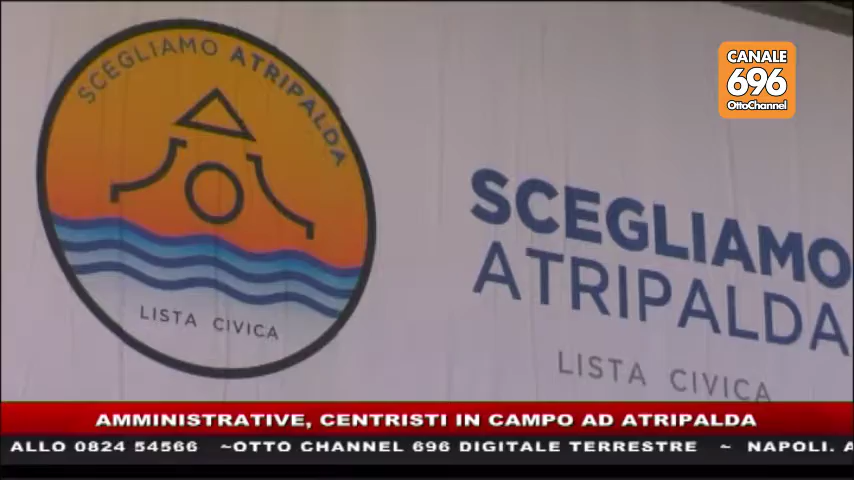 SCEGLIAMO ATRIPALDA
LISTA CIVICA
CANALE
696
OttoChannel
SCEGLIAMO
ATRIPALDA
LISTA CIVICA
AMMINISTRATIVE, CENTRISTI IN CAMPO AD ATRIPALDA
ALLO 0824 54566 ~OTTO CHANNEL 696 DIGITALE TERRESTRE ~ NAPOLI. A